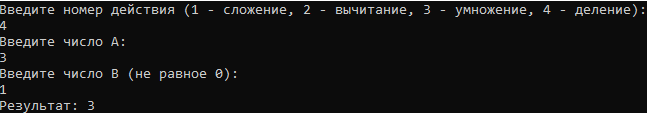 Введите номер действия (1 - сложение, 2 - вычитание, 3 - умножение, 4 - деление):
4
Введите число A:
3
Введите число B (не равное 0):
1
Результат: 3